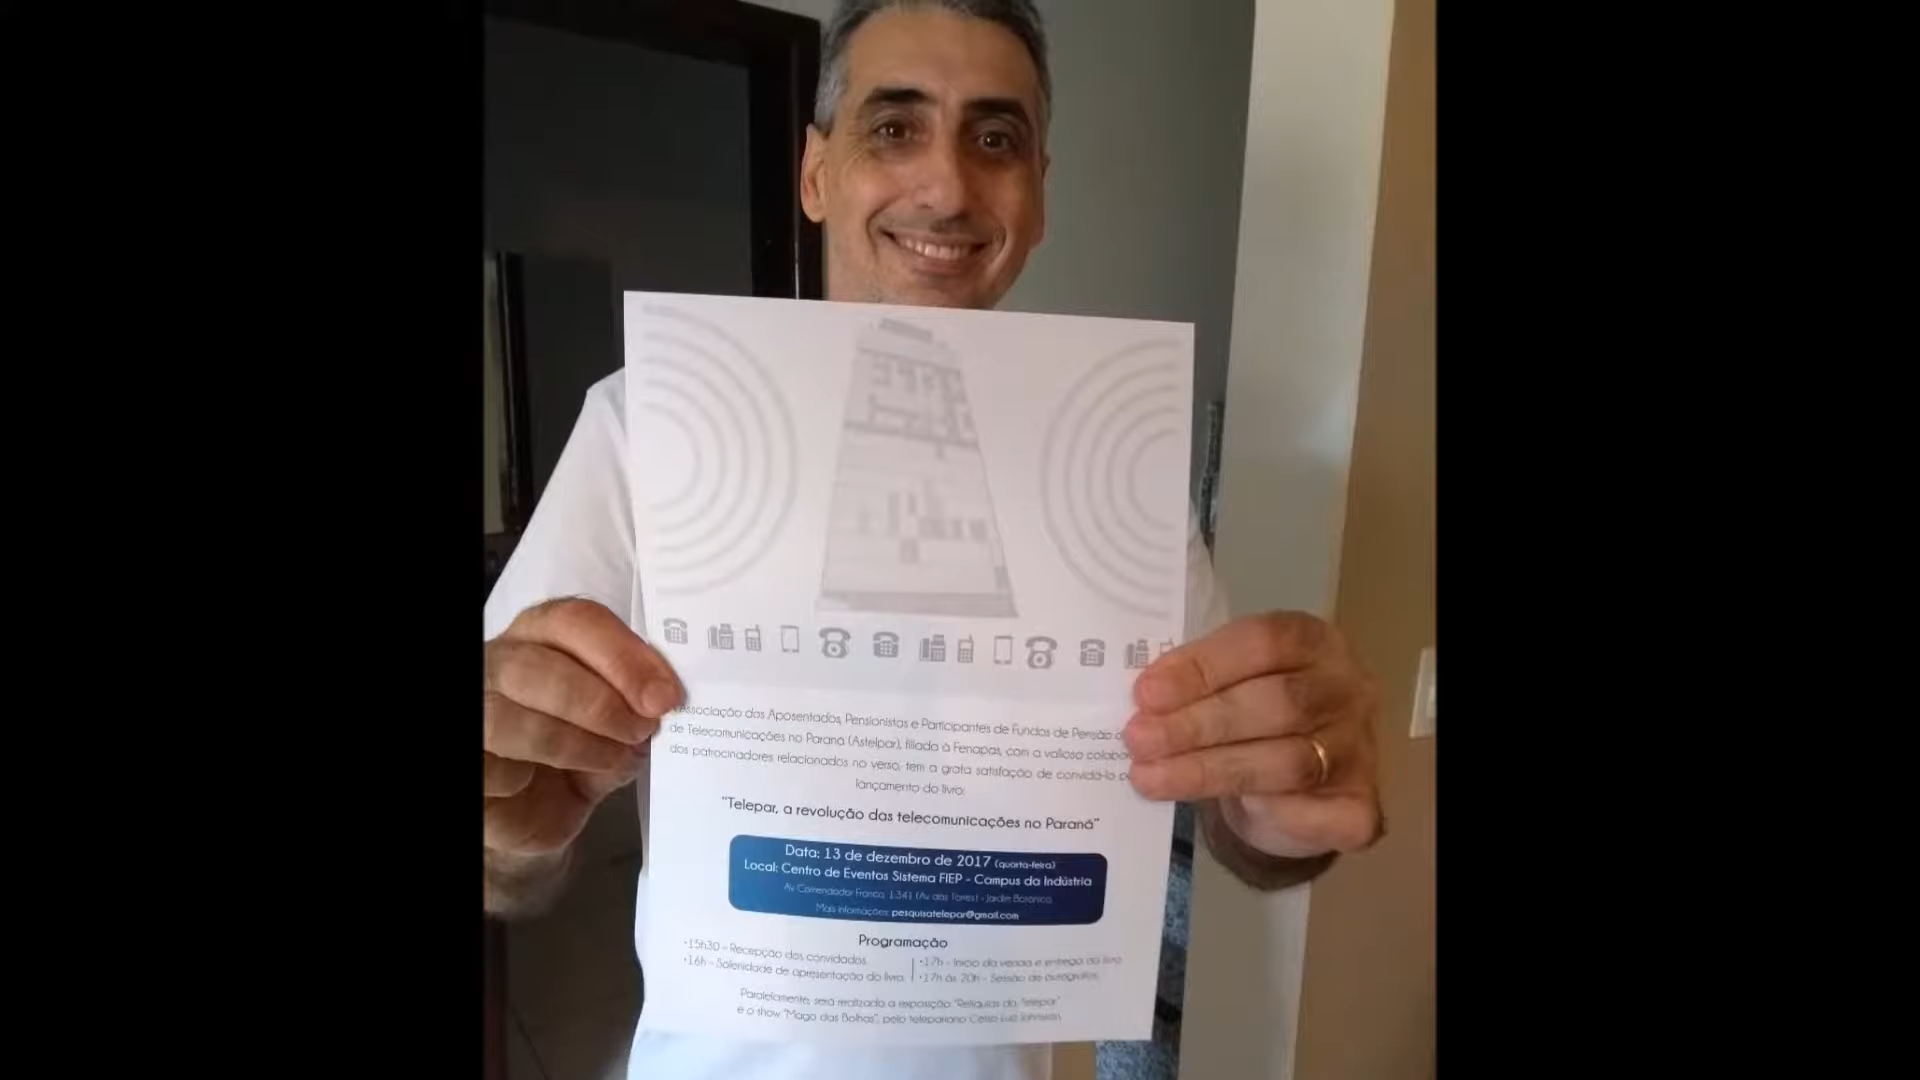 Associação dos Aposentados, Pensionistas e Participantes de Fundos de Pensão
de Telecomunicações no Paraná (Astelpar), filiada à Fenapas, com a valiosa
dos patrocinadores relacionados no verso, tem a grata satisfação de convidá-lo
lançamento do livro:
"Telepar, a revolução das telecomunicações no Paraná"
Data: 13 de dezembro de 2017 (quarta-feira)
Local: Centro de Eventos Sistema FIEP - Campus da Indústria
Av. Comendador Franco, 1.341 (Av. das Torres) - Jardim Botânico
Mais informações: pesquisatelepar@gmail.com
Programação
•15h30 - Recepção dos convidados.
•16h - Solenidade de apresentação do livro.
•17h - Início da venda e entrega do livro
•17h às 20h - Sessão de autógrafos.
Paralelamente, será realizada a exposição "Relíquias da Telepar"
e o show "Mago das Bolhas", pelo telepariano Celso Luiz